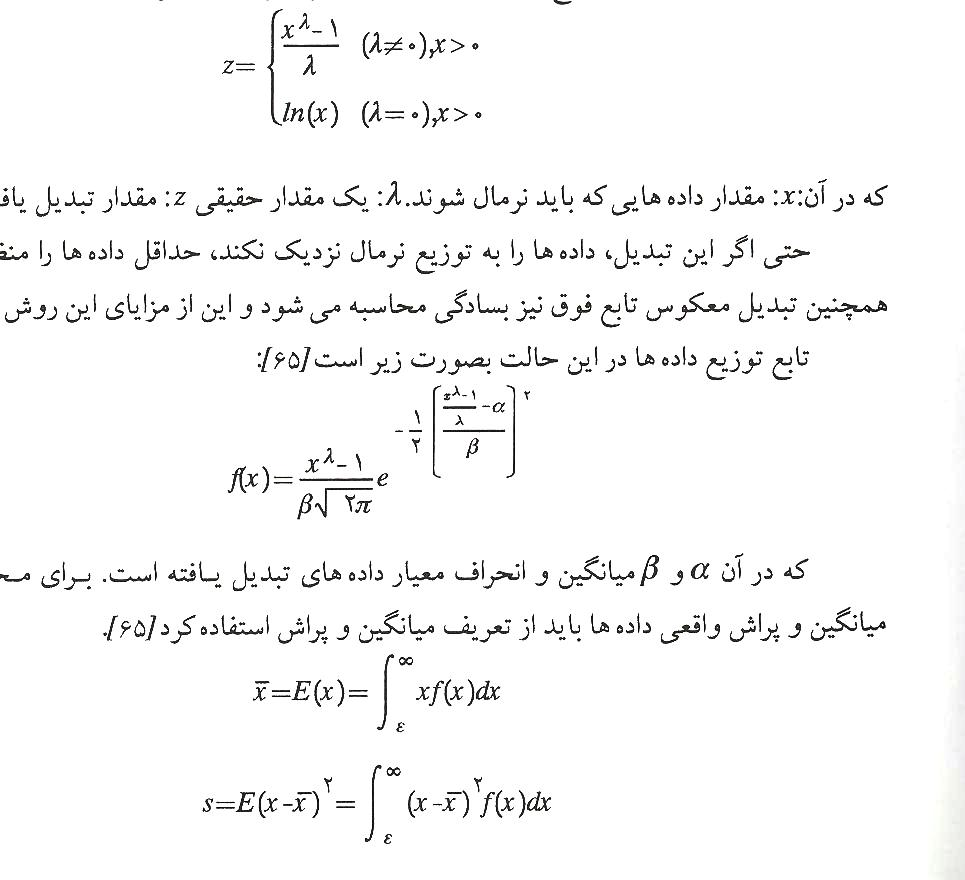 z= { x^λ-۱ / λ (λ≠۰),x>۰
ln(x) (λ=۰),x>۰
که در آن:x: مقدار داده هایی که باید نرمال شوند.λ: یک مقدار حقیقی z: مقدار تبدیل
حتی اگر این تبدیل، داده ها را به توزیع نرمال نزدیک نکند، حداقل داده ها را
همچنین تبدیل معکوس تابع فوق نیز بسادگی محاسبه می شود و این از مزایای این روش
تابع توزیع داده ها در این حالت بصورت زیر است[۶۵]:
f(x)= x^λ-۱ / β√۲π e^-۱/۲[(x^λ-۱/λ -α)/β]^۲
که در آن α و β میانگین و انحراف معیار داده های تبدیل یـافته است. بـرای
میانگین و پراش واقعی داده ها باید از تعریف میانگین و پراش استفاده کرد[۶۵].
x̄=E(x)=∫_ε^∞ xf(x)dx
s=E(x-x̄)^۲=∫_ε^∞ (x-x̄)^۲f(x)dx